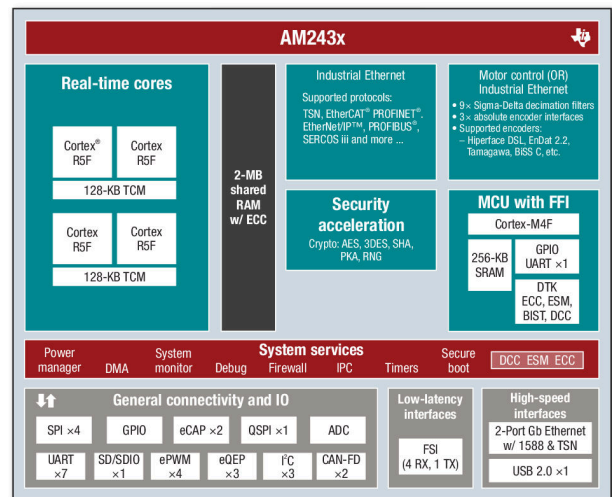 AM243x
Real-time cores
Cortex® R5F
Cortex R5F
128-KB TCM
Cortex R5F
Cortex R5F
128-KB TCM
2-MB
shared
RAM
w/ ECC
Industrial Ethernet
Supported protocols:
TSN, EtherCAT® PROFINET®.
EtherNet/IP™, PROFIBUS®,
SERCOS iii and more ...
Motor control (OR)
Industrial Ethernet
• 9× Sigma-Delta decimation filters
• 3× absolute encoder interfaces
• Supported encoders:
– Hiperface DSL, EnDat 2.2,
Tamagawa, BiSS C, etc.
Security
acceleration
Crypto: AES, 3DES, SHA,
PKA, RNG
MCU with FFI
Cortex-M4F
256-KB
SRAM
GPIO
UART ×1
DTK
ECC, ESM,
BIST, DCC
System services
Power
manager
DMA
System
monitor
Debug
Firewall
IPC
Timers
Secure
boot
DCC ESM ECC
General connectivity and IO
SPI ×4
GPIO
eCAP ×2
QSPI ×1
ADC
UART
×7
SD/SDIO
×1
ePWM
×4
eQEP
×3
I²C
×3
CAN-FD
×2
Low-latency
interfaces
FSI
(4 RX, 1 TX)
High-speed
interfaces
2-Port Gb Ethernet
w/ 1588 & TSN
USB 2.0 ×1